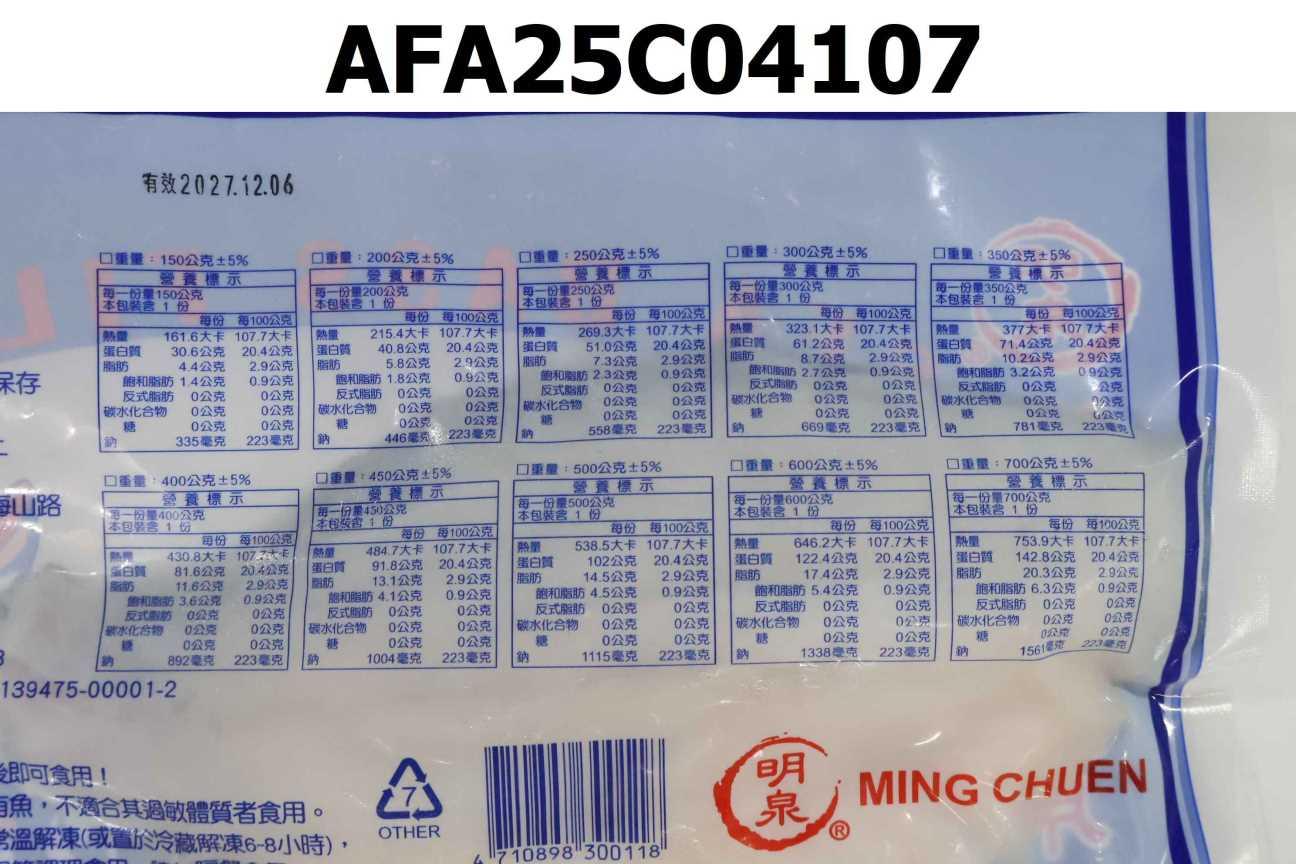 AFA25C04107
有效2027.12.06
□重量：150公克±5%
營養標示
每一份量150公克
本包裝含 1 份
每份 每100公克
熱量 161.6大卡 107.7大卡
蛋白質 30.6公克 20.4公克
脂肪 4.4公克 2.9公克
飽和脂肪 1.4公克 0.9公克
反式脂肪 0公克 0公克
碳水化合物 0公克 0公克
糖 0公克 0公克
鈉 335毫克 223毫克
□重量：200公克±5%
營養標示
每一份量200公克
本包裝含 1 份
每份 每100公克
熱量 215.4大卡 107.7大卡
蛋白質 40.8公克 20.4公克
脂肪 5.8公克 2.9公克
飽和脂肪 1.8公克 0.9公克
反式脂肪 0公克 0公克
碳水化合物 0公克 0公克
糖 0公克 0公克
鈉 446毫克 223毫克
□重量：250公克±5%
營養標示
每一份量250公克
本包裝含 1 份
每份 每100公克
熱量 269.3大卡 107.7大卡
蛋白質 51.0公克 20.4公克
脂肪 7.3公克 2.9公克
飽和脂肪 2.3公克 0.9公克
反式脂肪 0公克 0公克
碳水化合物 0公克 0公克
糖 0公克 0公克
鈉 558毫克 223毫克
□重量：300公克±5%
營養標示
每一份量300公克
本包裝含 1 份
每份 每100公克
熱量 323.1大卡 107.7大卡
蛋白質 61.2公克 20.4公克
脂肪 8.7公克 2.9公克
飽和脂肪 2.7公克 0.9公克
反式脂肪 0公克 0公克
碳水化合物 0公克 0公克
糖 0公克 0公克
鈉 669毫克 223毫克
□重量：350公克±5%
營養標示
每一份量350公克
本包裝含 1 份
每份 每100公克
熱量 377大卡 107.7大卡
蛋白質 71.4公克 20.4公克
脂肪 10.2公克 2.9公克
飽和脂肪 3.2公克 0.9公克
反式脂肪 0公克 0公克
碳水化合物 0公克 0公克
糖 0公克 0公克
鈉 781毫克 223毫克
□重量：400公克±5%
營養標示
每一份量400公克
本包裝含 1 份
每份 每100公克
熱量 430.8大卡 107.7大卡
蛋白質 81.6公克 20.4公克
脂肪 11.6公克 2.9公克
飽和脂肪 3.6公克 0.9公克
反式脂肪 0公克 0公克
碳水化合物 0公克 0公克
糖 0公克 0公克
鈉 892毫克 223毫克
□重量：450公克±5%
營養標示
每一份量450公克
本包裝含 1 份
每份 每100公克
熱量 484.7大卡 107.7大卡
蛋白質 91.8公克 20.4公克
脂肪 13.1公克 2.9公克
飽和脂肪 4.1公克 0.9公克
反式脂肪 0公克 0公克
碳水化合物 0公克 0公克
糖 0公克 0公克
鈉 1004毫克 223毫克
□重量：500公克±5%
營養標示
每一份量500公克
本包裝含 1 份
每份 每100公克
熱量 538.5大卡 107.7大卡
蛋白質 102公克 20.4公克
脂肪 14.5公克 2.9公克
飽和脂肪 4.5公克 0.9公克
反式脂肪 0公克 0公克
碳水化合物 0公克 0公克
糖 0公克 0公克
鈉 1115毫克 223毫克
□重量：600公克±5%
營養標示
每一份量600公克
本包裝含 1 份
每份 每100公克
熱量 646.2大卡 107.7大卡
蛋白質 122.4公克 20.4公克
脂肪 17.4公克 2.9公克
飽和脂肪 5.4公克 0.9公克
反式脂肪 0公克 0公克
碳水化合物 0公克 0公克
糖 0公克 0公克
鈉 1338毫克 223毫克
□重量：700公克±5%
營養標示
每一份量700公克
本包裝含 1 份
每份 每100公克
熱量 753.9大卡 107.7大卡
蛋白質 142.8公克 20.4公克
脂肪 20.3公克 2.9公克
飽和脂肪 6.3公克 0.9公克
反式脂肪 0公克 0公克
碳水化合物 0公克 0公克
糖 0公克 0公克
鈉 1561毫克 223毫克
保存
海山路
139475-00001-2
即可食用！
魚，不適合其過敏體質者食用。
常溫解凍(或置於冷藏解凍6-8小時)，
7
OTHER
4 710898 300118
明泉®
MING CHUEN